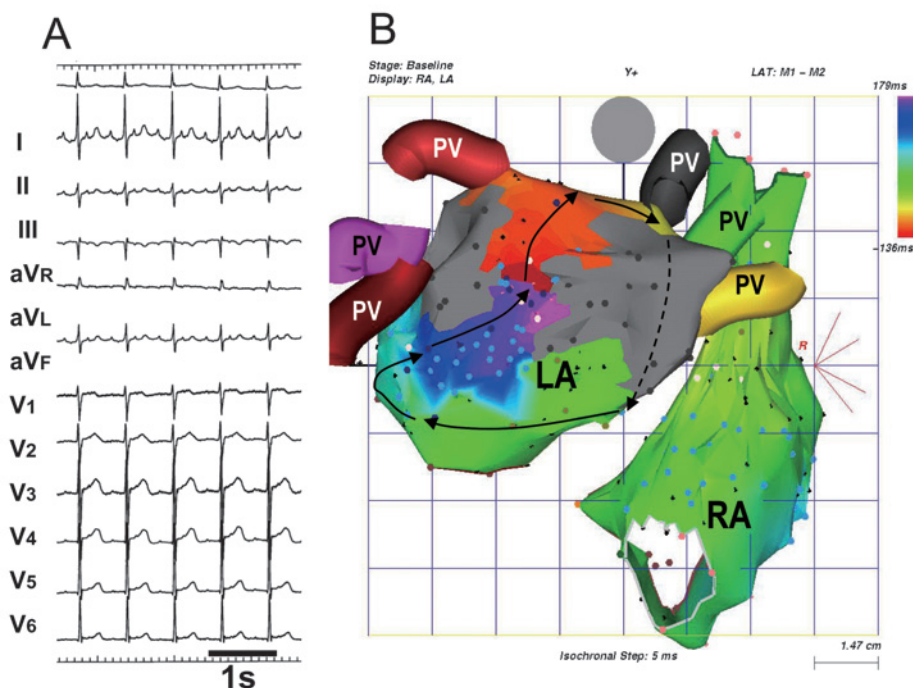 A
I
II
III
aVR
aVL
aVF
V1
V2
V3
V4
V5
V6
1s
B
Stage: Baseline
Display: RA, LA
Y+
LAT: M1 – M2
179ms
–136ms
PV
PV
PV
PV
PV
PV
R
LA
RA
Isochronal Step: 5 ms
1.47 cm